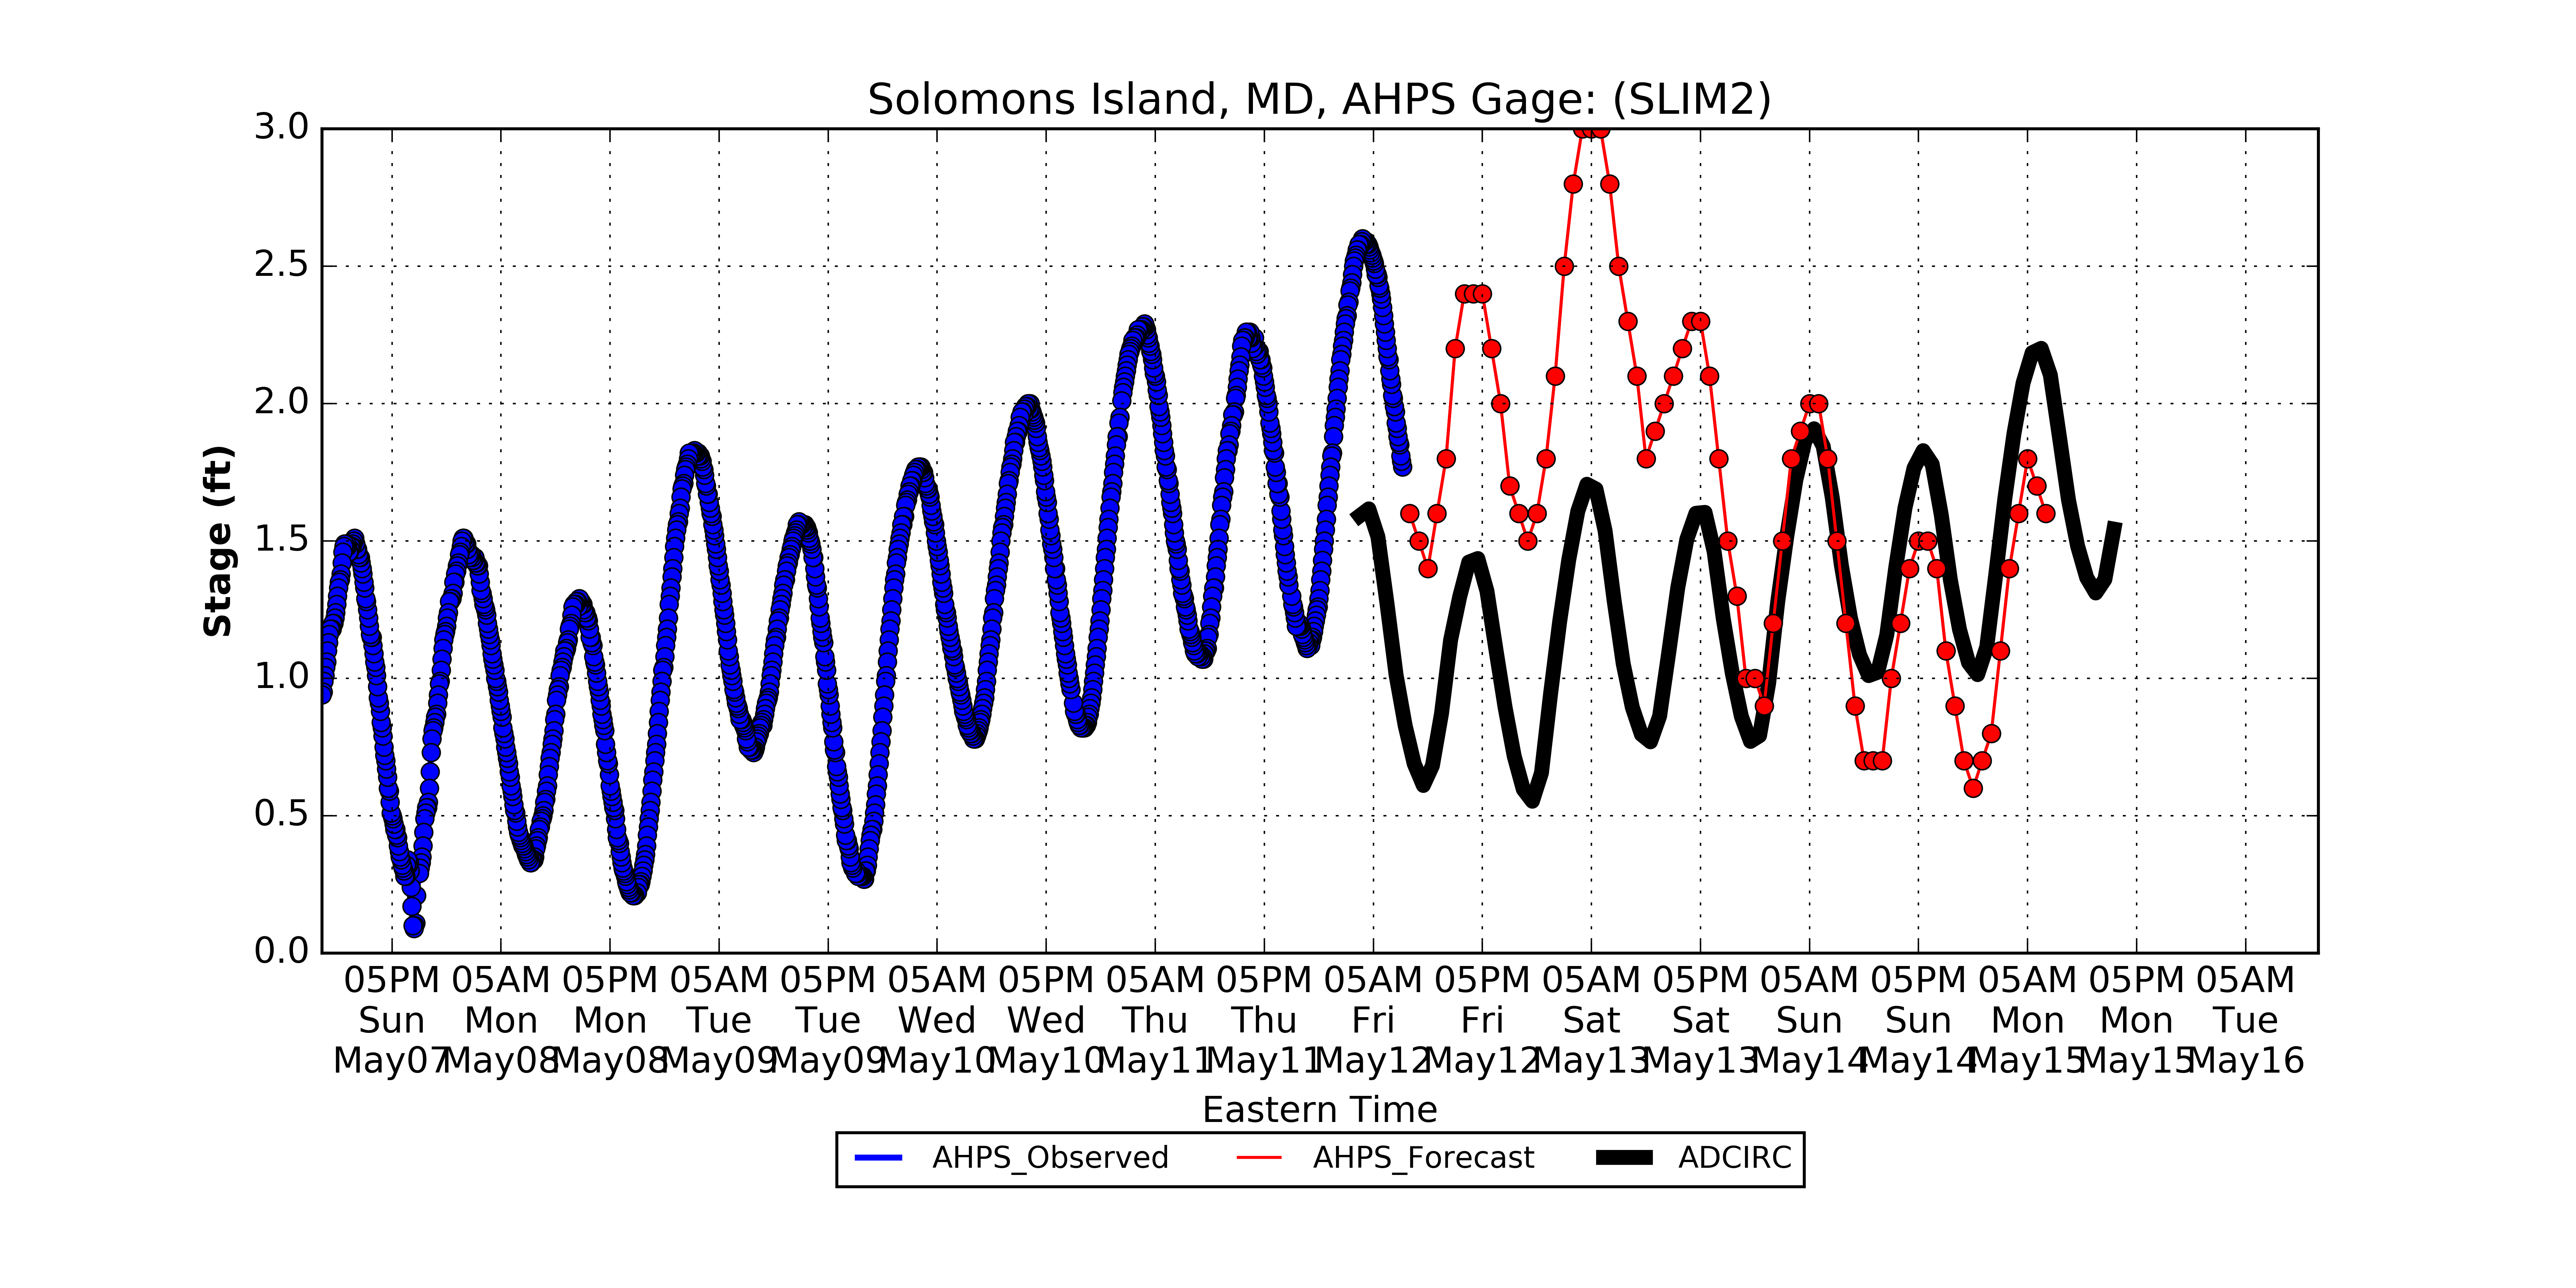 Solomons Island, MD, AHPS Gage: (SLIM2)
3.0
2.5
2.0
1.5
1.0
0.5
0.0
Stage (ft)
05PM 05AM 05PM 05AM 05PM 05AM 05PM 05AM 05PM 05AM 05PM 05AM 05PM 05AM 05PM 05AM 05PM 05AM
Sun Mon Mon Tue Tue Wed Wed Thu Thu Fri Fri Sat Sat Sun Sun Mon Mon Tue
May07 May08 May08 May09 May09 May10 May10 May11 May11 May12 May12 May13 May13 May14 May14 May15 May15 May16
Eastern Time
AHPS_Observed AHPS_Forecast ADCIRC